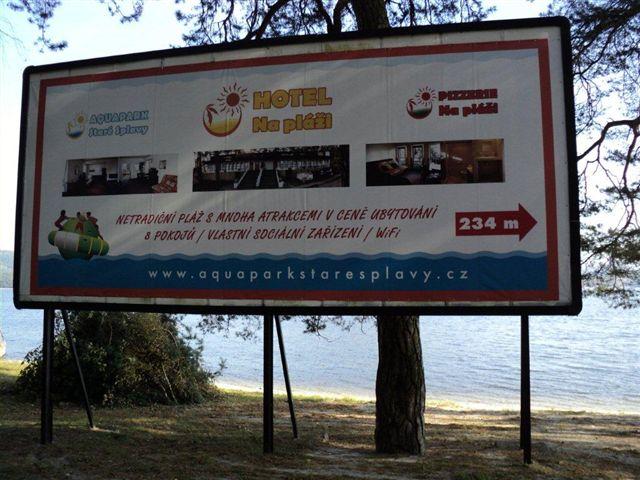 AQUAPARK
Staré Splavy
HOTEL
Na pláži
PIZZERIE
Na pláži
NETRADIČNÍ PLÁŽ S MNOHA ATRAKCEMI V CENĚ UBYTOVÁNÍ
8 POKOJŮ / VLASTNÍ SOCIÁLNÍ ZAŘÍZENÍ / WiFi
234 m
www.aquaparkstaresplavy.cz